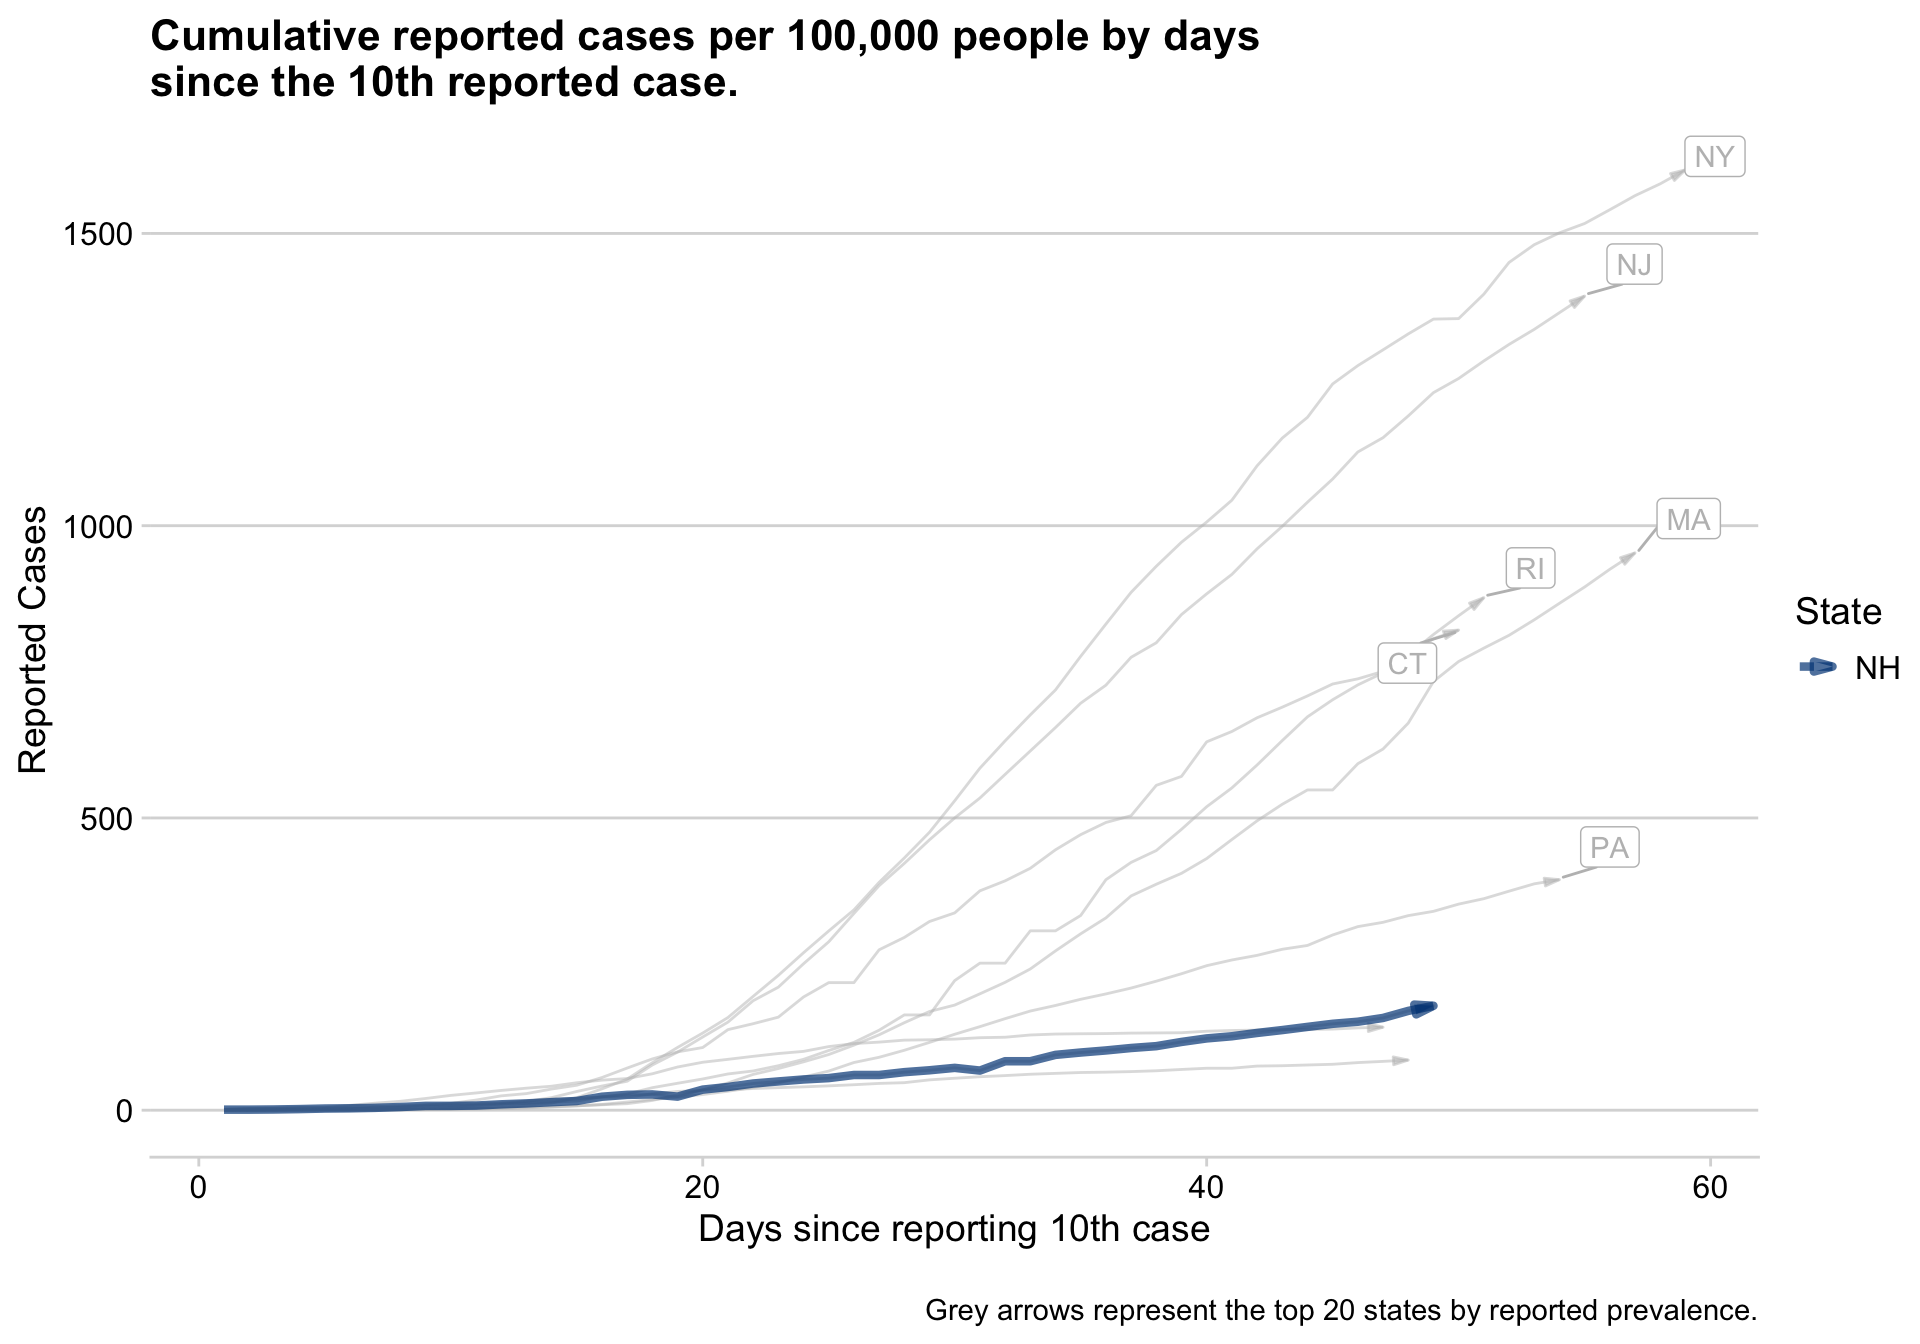 Cumulative reported cases per 100,000 people by days
since the 10th reported case.
NY
1500
NJ
1000
MA
RI
CT
500
PA
0
Reported Cases
State
NH
0 20 40 60
Days since reporting 10th case
Grey arrows represent the top 20 states by reported prevalence.